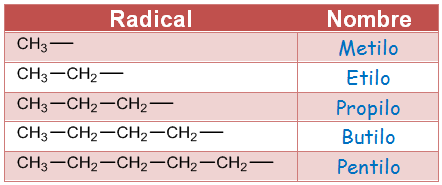 Radical Nombre
CH₃— Metilo
CH₃—CH₂— Etilo
CH₃—CH₂—CH₂— Propilo
CH₃—CH₂—CH₂—CH₂— Butilo
CH₃—CH₂—CH₂—CH₂—CH₂— Pentilo